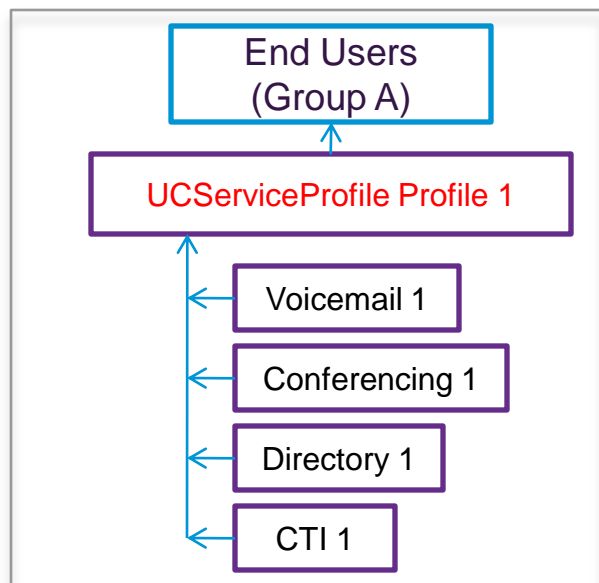 End Users
(Group A)
UCServiceProfile Profile 1
Voicemail 1
Conferencing 1
Directory 1
CTI 1